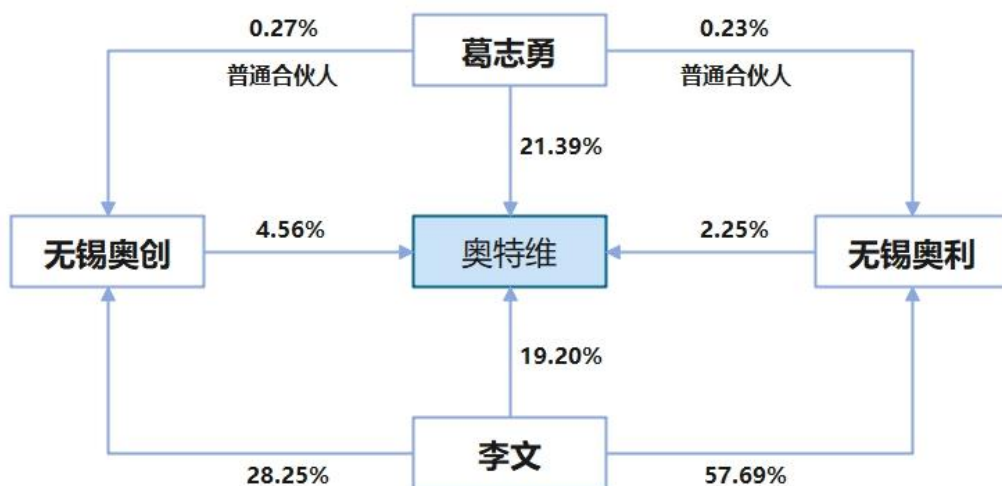 0.27%
葛志勇
0.23%
普通合伙人
普通合伙人
21.39%
无锡奥创
4.56%
奥特维
2.25%
无锡奥利
19.20%
李文
28.25%
57.69%